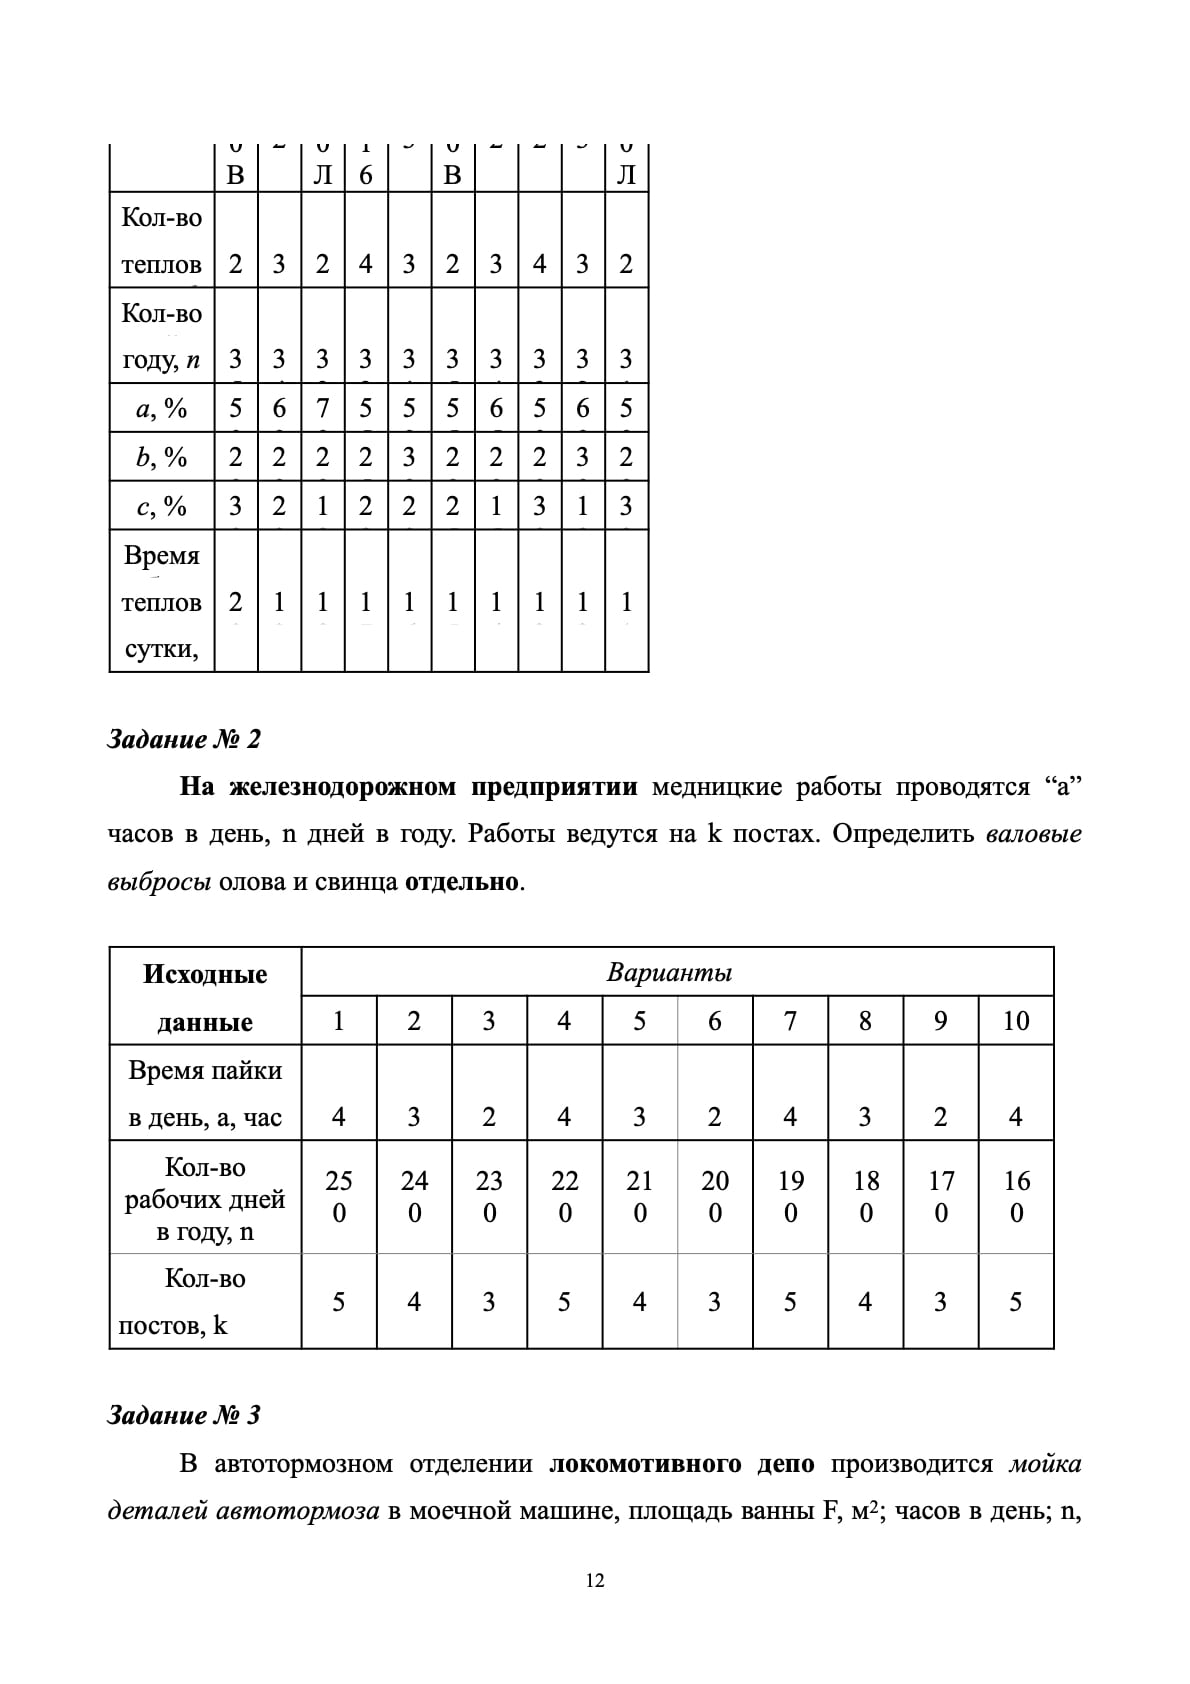 В Л 6 В Л
Кол-во
теплов 2 3 2 4 3 2 3 4 3 2
Кол-во
году, n 3 3 3 3 3 3 3 3 3 3
a, % 5 6 7 5 5 5 6 5 6 5
b, % 2 2 2 2 3 2 2 2 3 2
c, % 3 2 1 2 2 2 1 3 1 3
Время
теплов 2 1 1 1 1 1 1 1 1 1
сутки,
Задание № 2
На железнодорожном предприятии медницкие работы проводятся “а”
часов в день, n дней в году. Работы ведутся на k постах. Определить валовые
выбросы олова и свинца отдельно.
Исходные Варианты
данные 1 2 3 4 5 6 7 8 9 10
Время пайки
в день, а, час 4 3 2 4 3 2 4 3 2 4
Кол-во
рабочих дней 25 24 23 22 21 20 19 18 17 16
в году, n 0 0 0 0 0 0 0 0 0 0
Кол-во
постов, k 5 4 3 5 4 3 5 4 3 5
Задание № 3
В автотормозном отделении локомотивного депо производится мойка
деталей автотормоза в моечной машине, площадь ванны F, м²; часов в день; n,
12